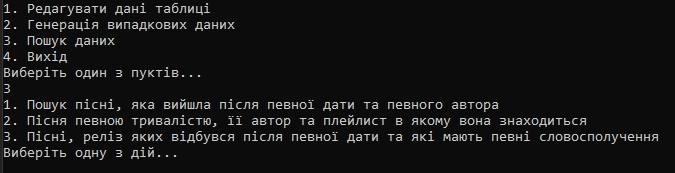 1. Редагувати дані таблиці
2. Генерація випадкових даних
3. Пошук даних
4. Вихід
Виберіть один з пуктів...
3
1. Пошук пісні, яка вийшла після певної дати та певного автора
2. Пісня певною тривалістю, її автор та плейлист в якому вона знаходиться
3. Пісні, реліз яких відбувся після певної дати та які мають певні словосполучення
Виберіть одну з дій...